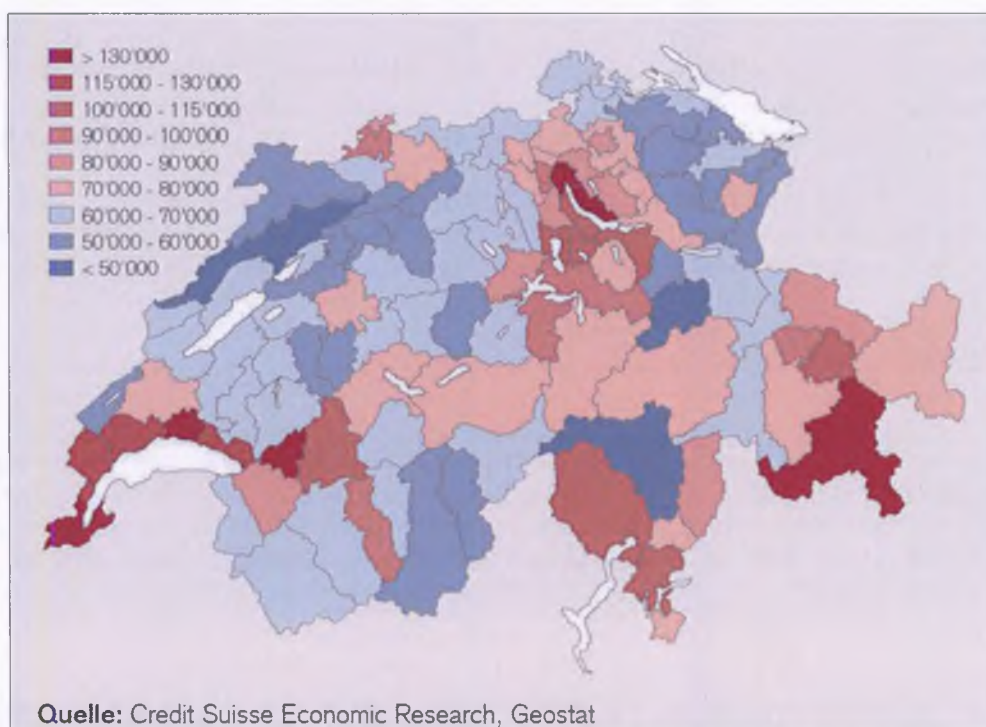 > 130'000
115'000 - 130'000
100'000 - 115'000
90'000 - 100'000
80'000 - 90'000
70'000 - 80'000
60'000 - 70'000
50'000 - 60'000
< 50'000
Quelle: Credit Suisse Economic Research, Geostat